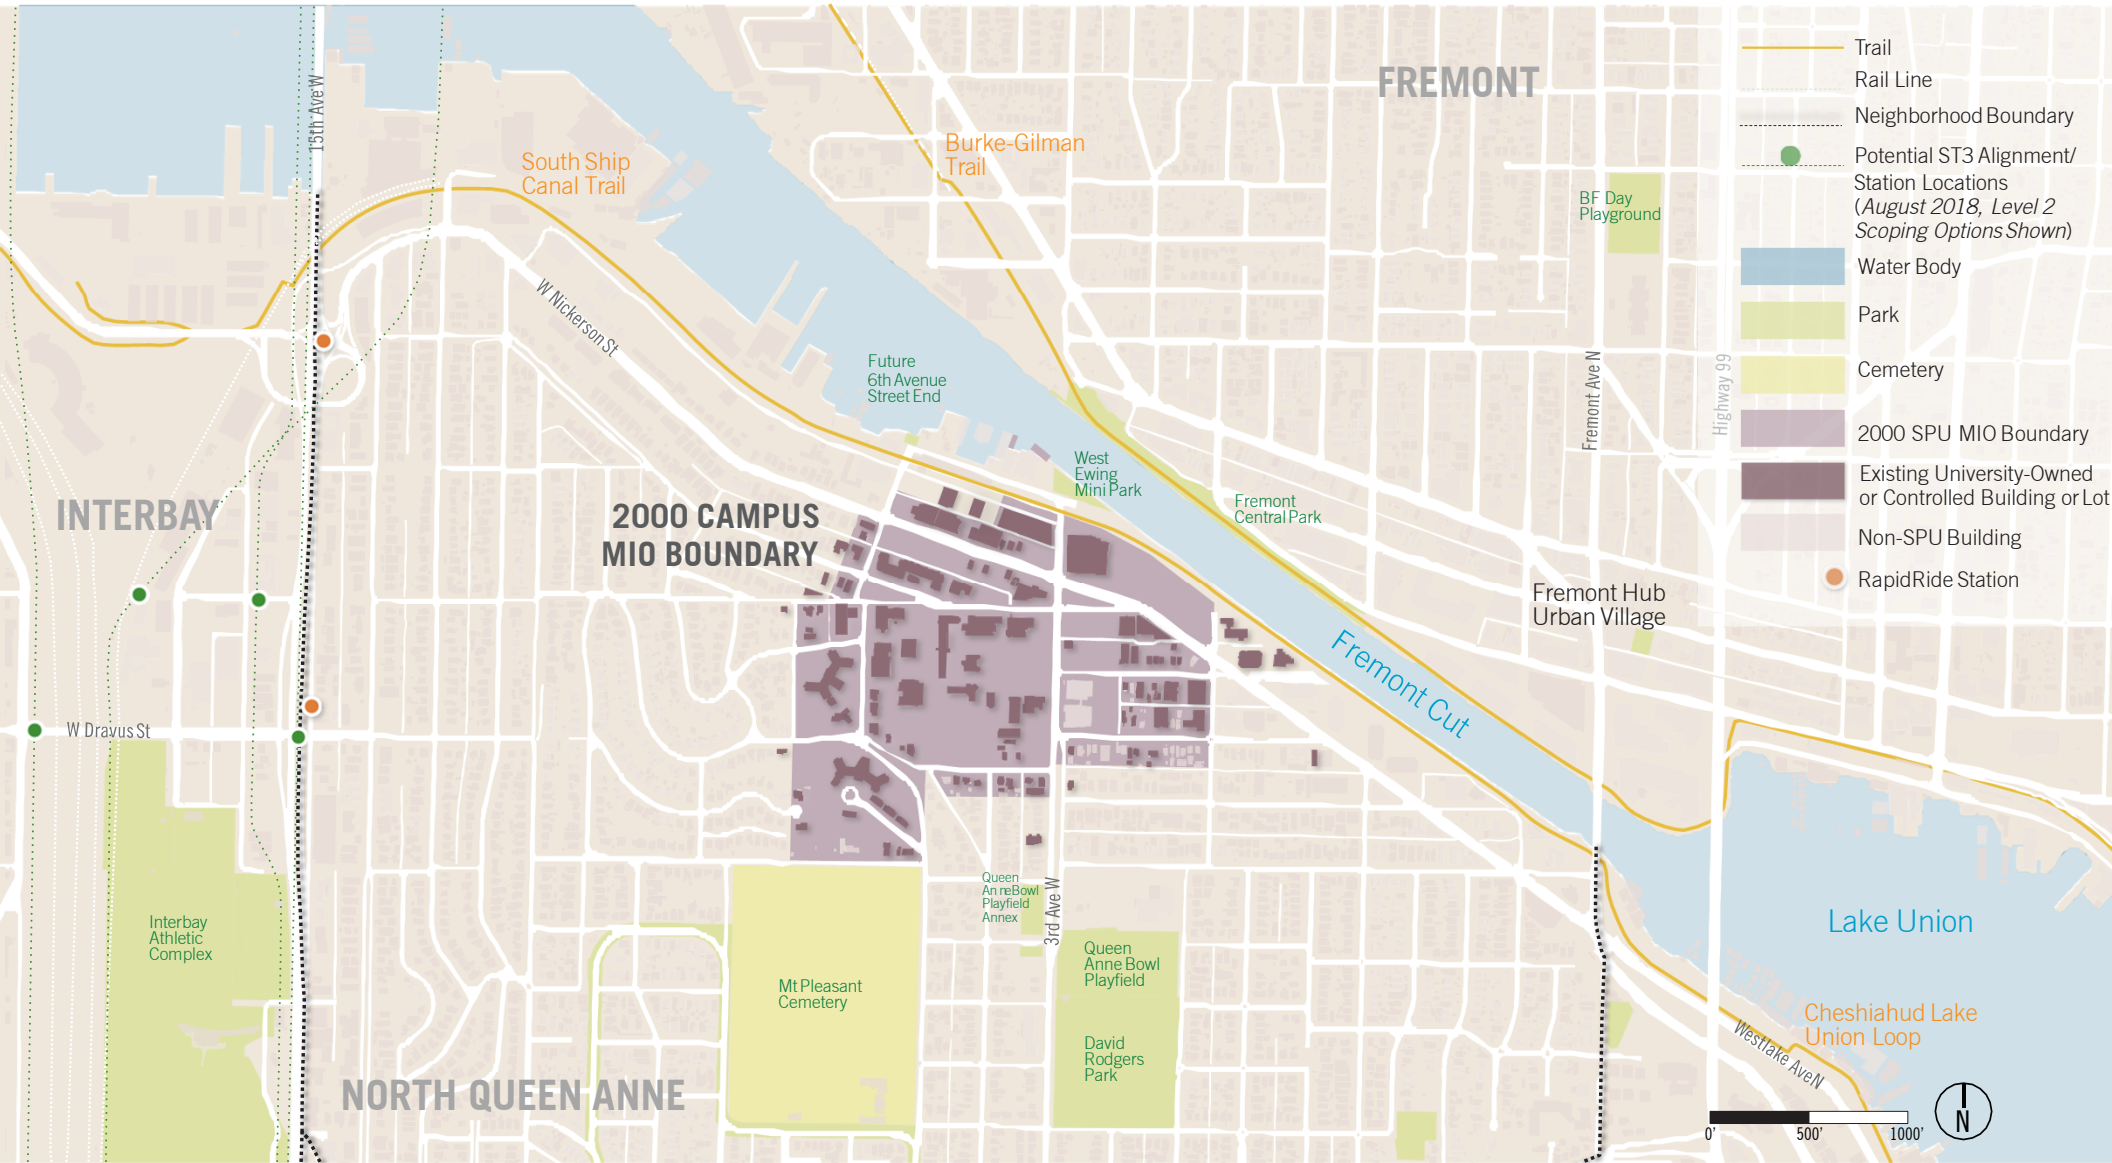 15th Ave W
South Ship
Canal Trail
Burke-Gilman
Trail
FREMONT
BF Day
Playground
W Nickerson St
Future
6th Avenue
Street End
Fremont Ave N
Highway 99
West
Ewing
Mini Park
Fremont
Central Park
INTERBAY
2000 CAMPUS
MIO BOUNDARY
Fremont Hub
Urban Village
Fremont Cut
W Dravus St
Interbay
Athletic
Complex
Queen
Anne Bowl
Playfield
Annex
3rd Ave W
Queen
Anne Bowl
Playfield
Mt Pleasant
Cemetery
David
Rodgers
Park
NORTH QUEEN ANNE
Lake Union
Cheshiahud Lake
Union Loop
Westlake Ave N
Trail
Rail Line
Neighborhood Boundary
Potential ST3 Alignment/
Station Locations
(August 2018, Level 2
Scoping Options Shown)
Water Body
Park
Cemetery
2000 SPU MIO Boundary
Existing University-Owned
or Controlled Building or Lot
Non-SPU Building
RapidRide Station
0' 500' 1000'
N